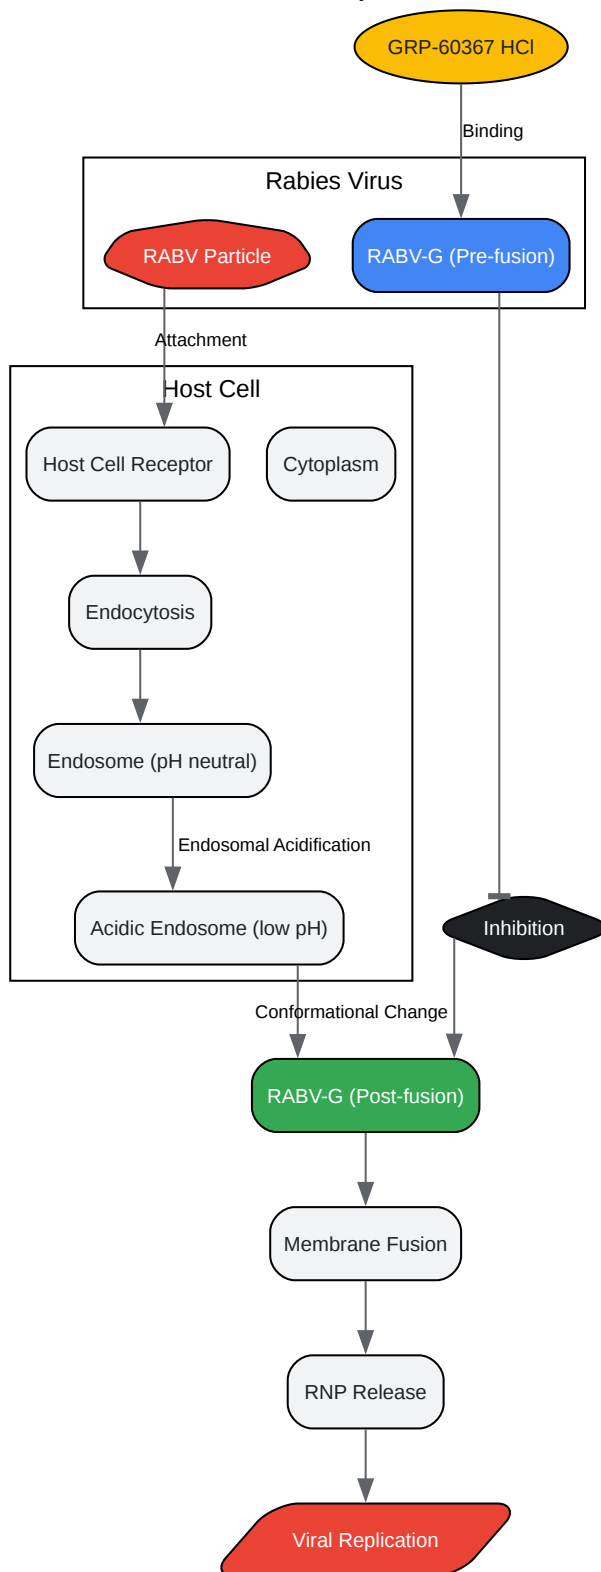 GRP-60367 HCl
Binding
Rabies Virus
RABV Particle
RABV-G (Pre-fusion)
Attachment
Host Cell
Host Cell Receptor
Cytoplasm
Endocytosis
Endosome (pH neutral)
Endosomal Acidification
Acidic Endosome (low pH)
Inhibition
Conformational Change
RABV-G (Post-fusion)
Membrane Fusion
RNP Release
Viral Replication